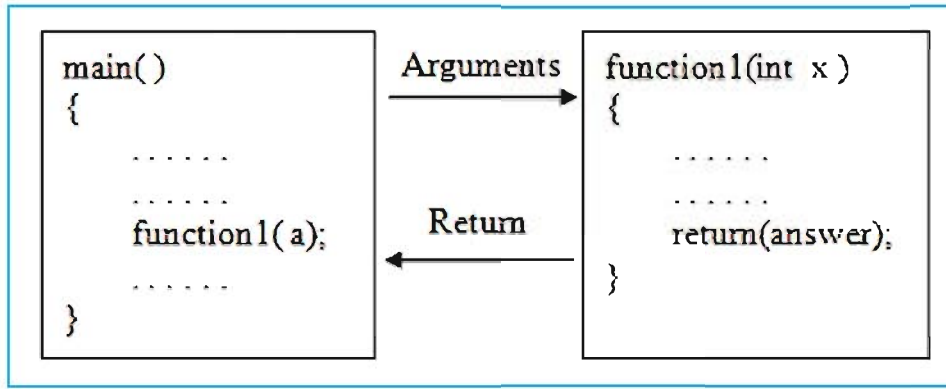 main( )
{
. . . . . .
. . . . . .
function1( a);
. . . . . .
}
Arguments
Return
function1(int x )
{
. . . . . .
. . . . . .
return(answer);
}